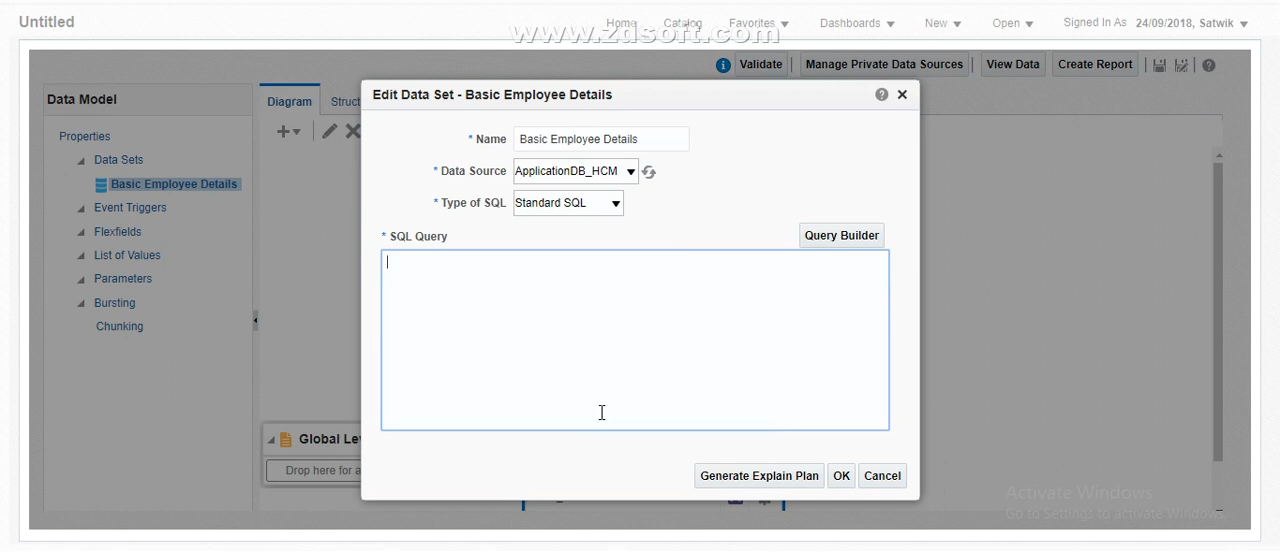 Untitled
Home Catalog Favorites Dashboards New Open Signed In As 24/09/2018, Satwik
www.zdsoft.com
Validate Manage Private Data Sources View Data Create Report
Data Model
Diagram Struct
Properties
Data Sets
Basic Employee Details
Event Triggers
Flexfields
List of Values
Parameters
Bursting
Chunking
Edit Data Set - Basic Employee Details
* Name Basic Employee Details
* Data Source ApplicationDB_HCM
* Type of SQL Standard SQL
* SQL Query Query Builder
Global Le
Drop here for a
Generate Explain Plan OK Cancel
Activate Windows
Go to Settings to activate Windows.